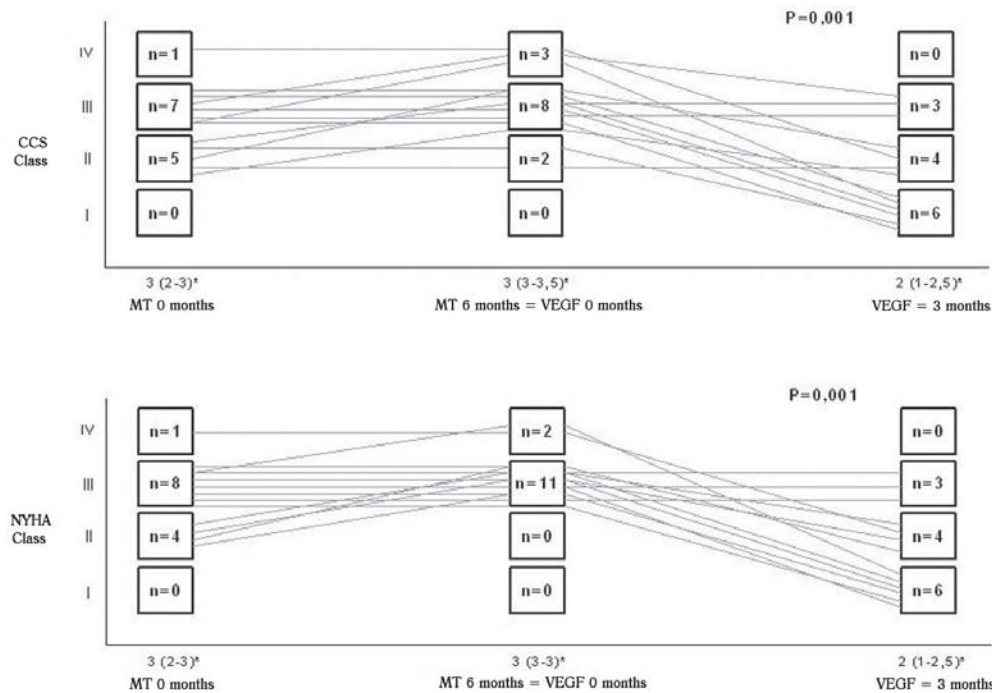 P=0,001
IV n=1 n=3 n=0
III n=7 n=8 n=3
CCS
Class
II n=5 n=2 n=4
I n=0 n=0 n=6
3 (2-3)* 3 (3-3,5)* 2 (1-2,5)*
MT 0 months MT 6 months = VEGF 0 months VEGF = 3 months
P=0,001
IV n=1 n=2 n=0
III n=8 n=11 n=3
NYHA
Class
II n=4 n=0 n=4
I n=0 n=0 n=6
3 (2-3)* 3 (3-3)* 2 (1-2,5)*
MT 0 months MT 6 months = VEGF 0 months VEGF = 3 months